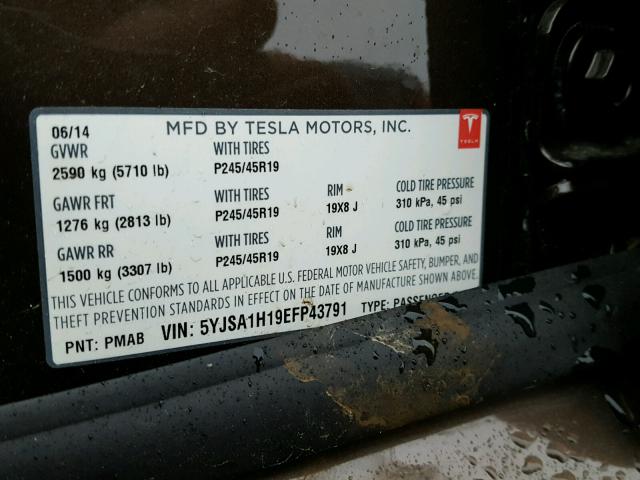 06/14 MFD BY TESLA MOTORS, INC.
TESLA
GVWR WITH TIRES
2590 kg (5710 lb) P245/45R19
GAWR FRT WITH TIRES RIM COLD TIRE PRESSURE
1276 kg (2813 lb) P245/45R19 19X8 J 310 kPa, 45 psi
GAWR RR WITH TIRES RIM COLD TIRE PRESSURE
1500 kg (3307 lb) P245/45R19 19X8 J 310 kPa, 45 psi
THIS VEHICLE CONFORMS TO ALL APPLICABLE U.S. FEDERAL MOTOR VEHICLE SAFETY, BUMPER, AND
THEFT PREVENTION STANDARDS IN EFFECT ON THE DATE OF MANUFACTURE SHOWN ABOVE.
PNT: PMAB VIN: 5YJSA1H19EFP43791 TYPE: